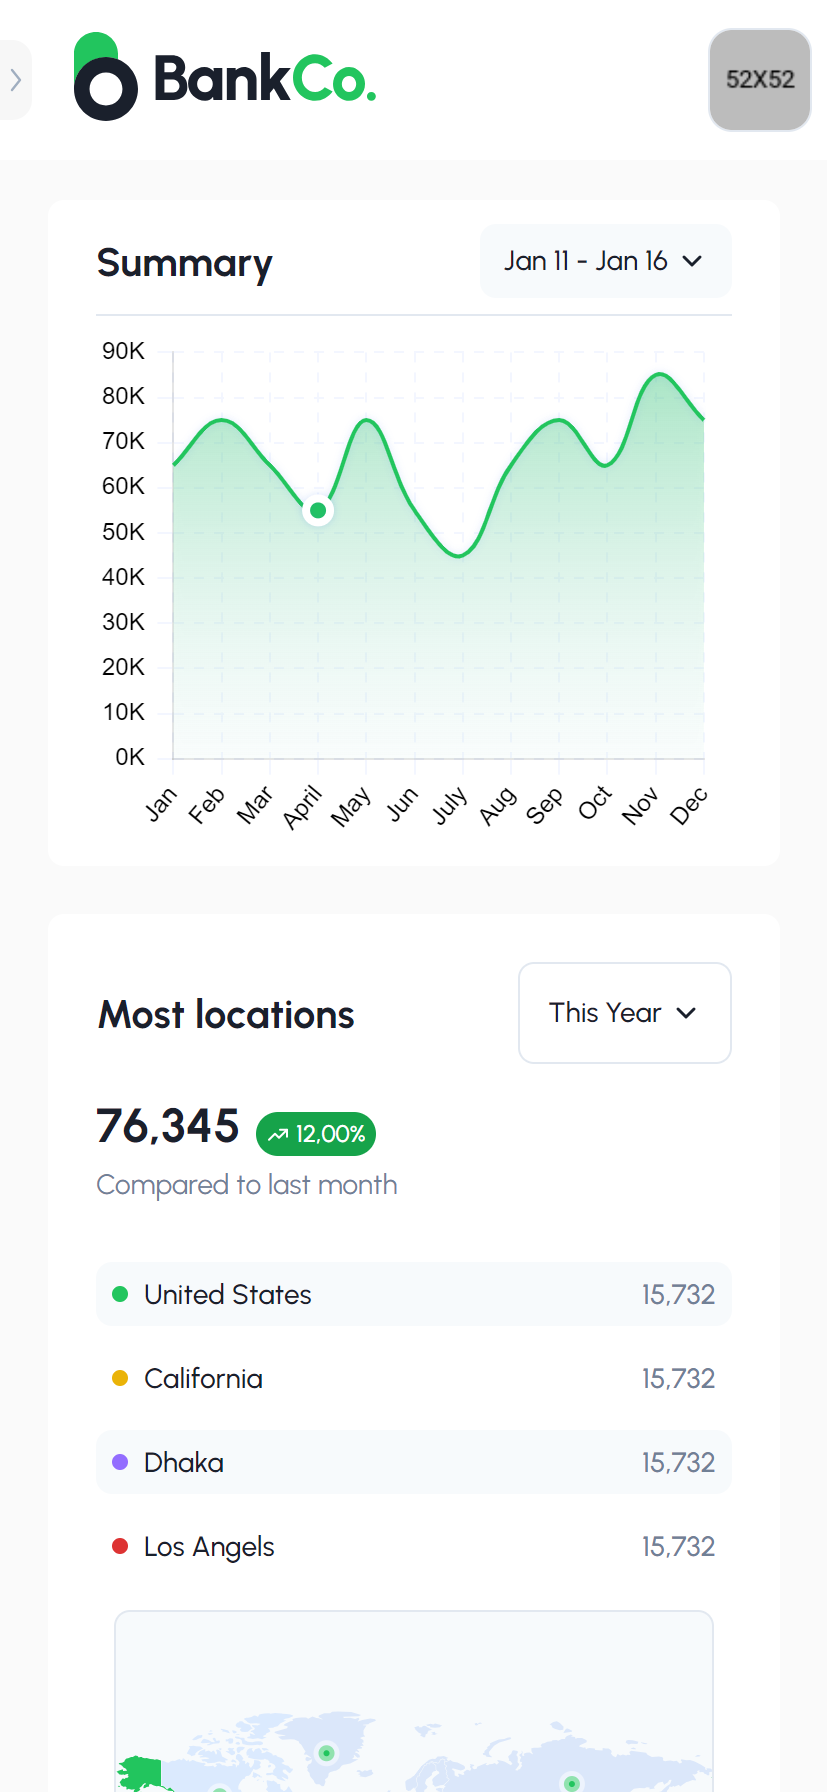 BankCo.
52X52
Summary
Jan 11 - Jan 16
90K
80K
70K
60K
50K
40K
30K
20K
10K
0K
Jan Feb Mar April May Jun July Aug Sep Oct Nov Dec
Most locations
This Year
76,345
12,00%
Compared to last month
United States 15,732
California 15,732
Dhaka 15,732
Los Angels 15,732